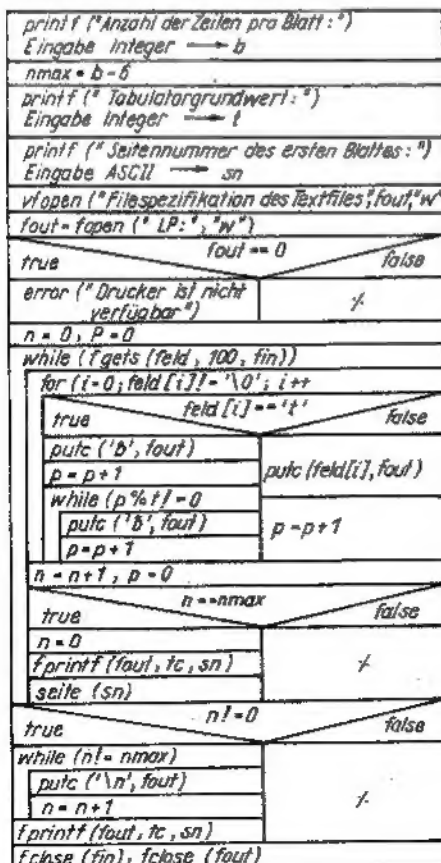 printf ("Anzahl der Zeilen pro Blatt :")
Eingabe Integer ⟶ b
nmax = b-6
printf (" Tabulatorgrundwert : ")
Eingabe Integer ⟶ t
printf (" Seitennummer des ersten Blattes : ")
Eingabe ASCII ⟶ sn
vfopen ("Filespezifikation des Textfiles", fout, "w"
fout = fopen (" LP: ", "w")
fout == 0
true false
error (" Drucker ist nicht
verfügbar") ⁒
n = 0, P = 0
while (fgets (feld , 100, fin))
for (i=0; feld [i]!= '\0'; i++
feld [i] == 't'
true false
putc ('b', fout)
p = p+1
putc (feld[i], fout)
while (p % t != 0
putc ('b', fout)
p = p+1
p = p+1
n = n+1 , p = 0
n == nmax
true false
n = 0
fprintf (fout, tc, sn) ⁒
seite (sn)
n != 0
true false
while (n != nmax)
putc ('\n', fout) ⁒
n = n+1
fprintf (fout, tc, sn)
fclose (fin), fclose (fout)